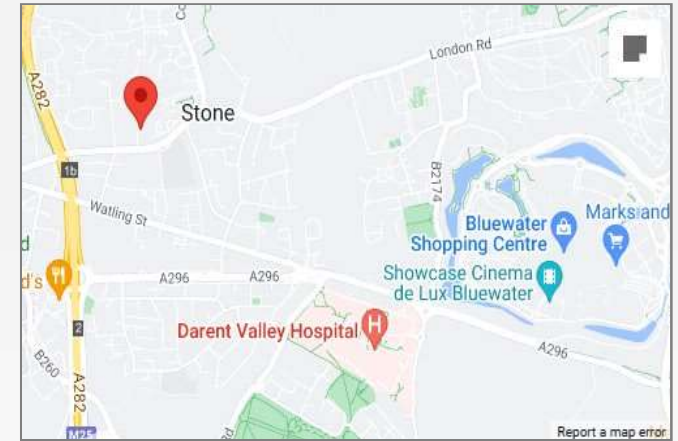 London Rd
A282
Stone
1b
B2174
Watling St
Bluewater
Shopping Centre
Marks and
d
d's
A296
A296
Showcase Cinema
de Lux Bluewater
H
Darent Valley Hospital
2
A296
B260
A282
M25
Report a map error